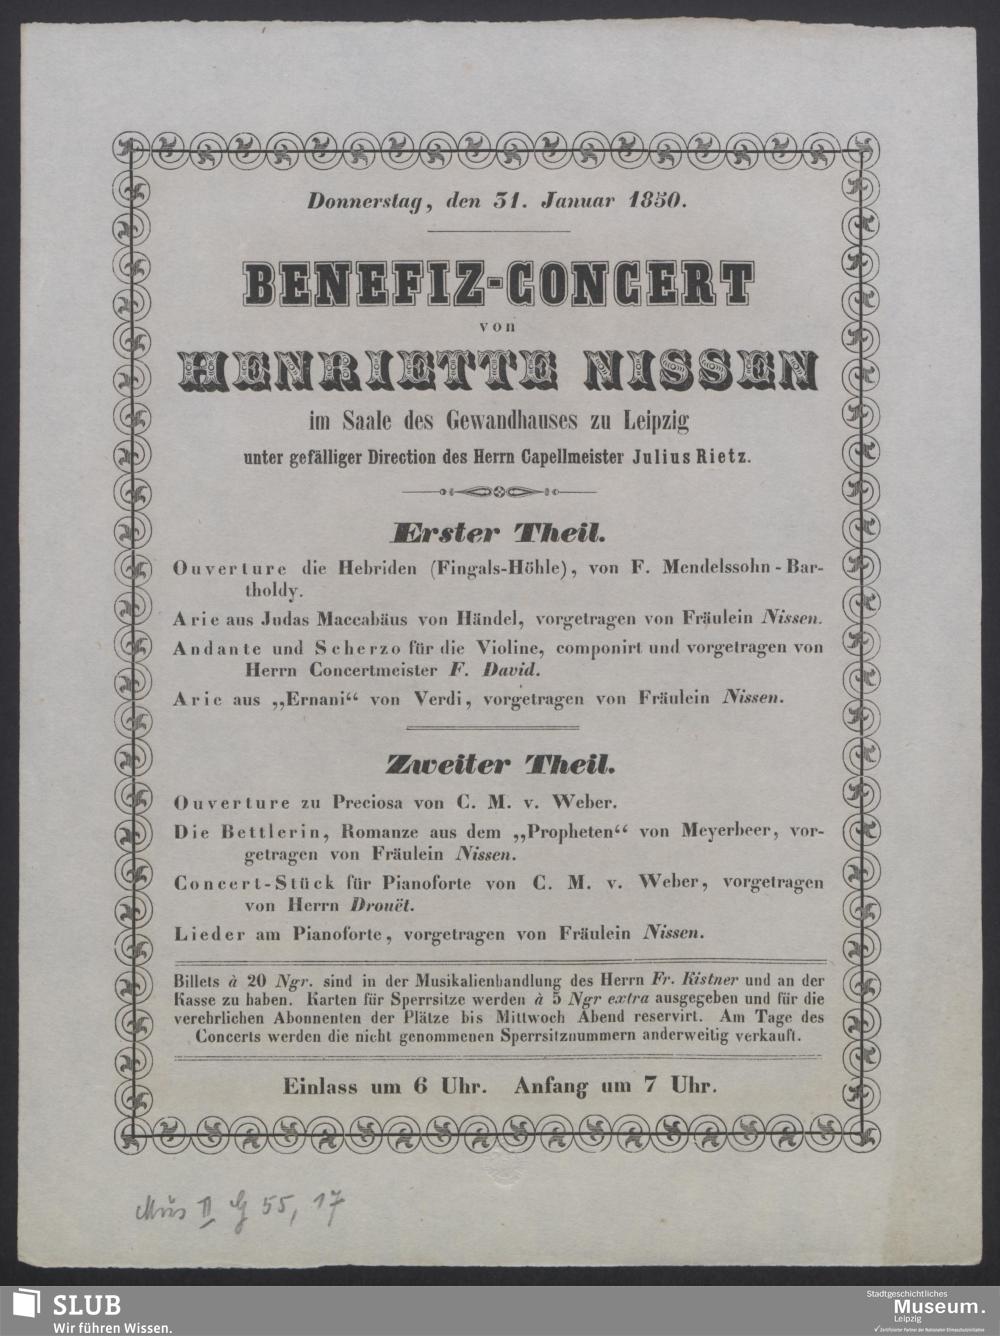 Donnerstag, den 31. Januar 1850.
BENEFIZ-CONCERT
von
HENRIETTE NISSEN
im Saale des Gewandhauses zu Leipzig
unter gefälliger Direction des Herrn Capellmeister Julius Rietz.
Erster Theil.
Ouverture die Hebriden (Fingals-Höhle), von F. Mendelssohn-Bar-
tholdy.
Arie aus Judas Maccabäus von Händel, vorgetragen von Fräulein Nissen.
Andante und Scherzo für die Violine, componirt und vorgetragen von
Herrn Concertmeister F. David.
Arie aus „Ernani“ von Verdi, vorgetragen von Fräulein Nissen.
Zweiter Theil.
Ouverture zu Preciosa von C. M. v. Weber.
Die Bettlerin, Romanze aus dem „Propheten“ von Meyerbeer, vor-
getragen von Fräulein Nissen.
Concert-Stück für Pianoforte von C. M. v. Weber, vorgetragen
von Herrn Drouët.
Lieder am Pianoforte, vorgetragen von Fräulein Nissen.
Billets à 20 Ngr. sind in der Musikalienhandlung des Herrn Fr. Kistner und an der
Kasse zu haben. Karten für Sperrsitze werden à 5 Ngr extra ausgegeben und für die
verehrlichen Abonnenten der Plätze bis Mittwoch Abend reservirt. Am Tage des
Concerts werden die nicht genommenen Sperrsitznummern anderweitig verkauft.
Einlass um 6 Uhr. Anfang um 7 Uhr.
Mus II G 55, 17
SLUB
Wir führen Wissen.
Stadtgeschichtliches
Museum.
Leipzig
✓ Zertifizierter Partner der Nationalen Klimaschutzinitiative